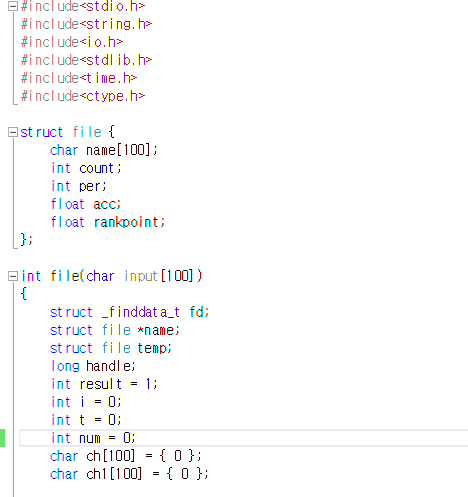 #include<stdio.h>
#include<string.h>
#include<io.h>
#include<stdlib.h>
#include<time.h>
#include<ctype.h>
struct file {
char name[100];
int count;
int per;
float acc;
float rankpoint;
};
int file(char input[100])
{
struct _finddata_t fd;
struct file *name;
struct file temp;
long handle;
int result = 1;
int i = 0;
int t = 0;
int num = 0;
char ch[100] = { 0 };
char ch1[100] = { 0 };